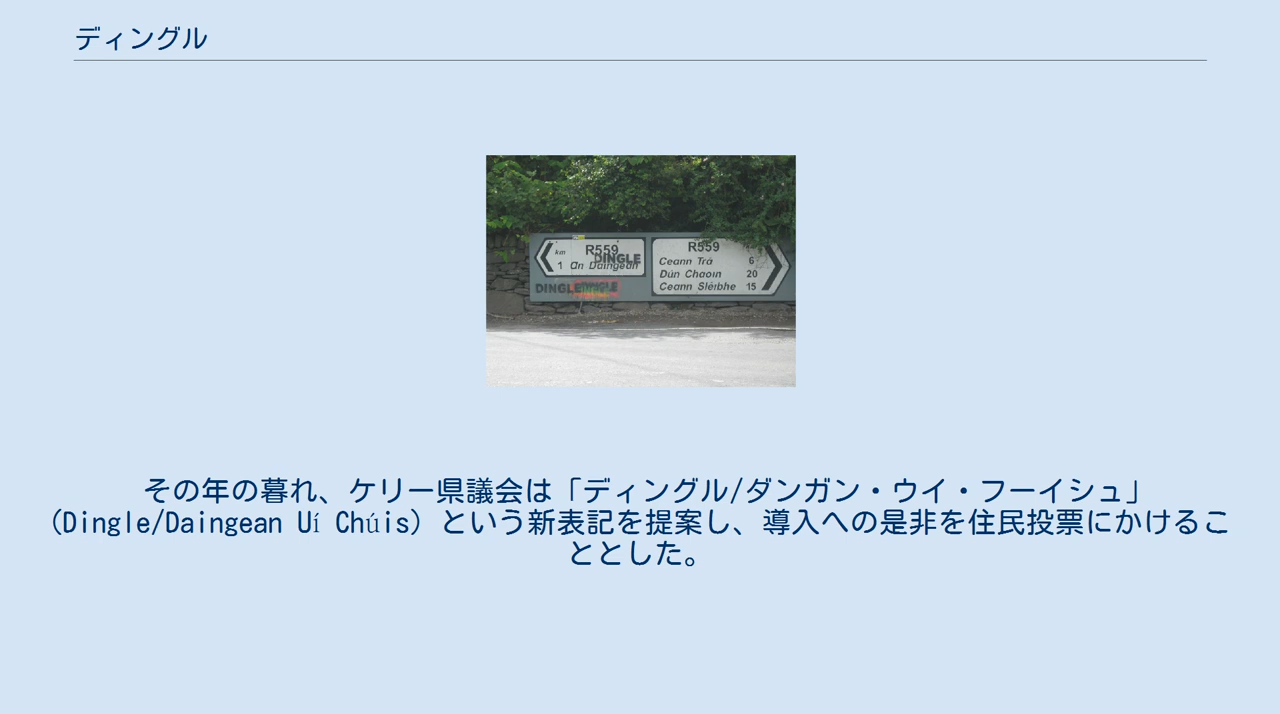 ディングル
R559
km
1 an Daingean
DINGLE
DINGLE DINGLE
R559
Ceann Trá 6
Dún Chaoin 20
Ceann Sléibhe 15
その年の暮れ、ケリー県議会は「ディングル/ダンガン・ウイ・フーイシュ」
(Dingle/Daingean Uí Chúis) という新表記を提案し、導入への是非を住民投票にかけるこ
ととした。